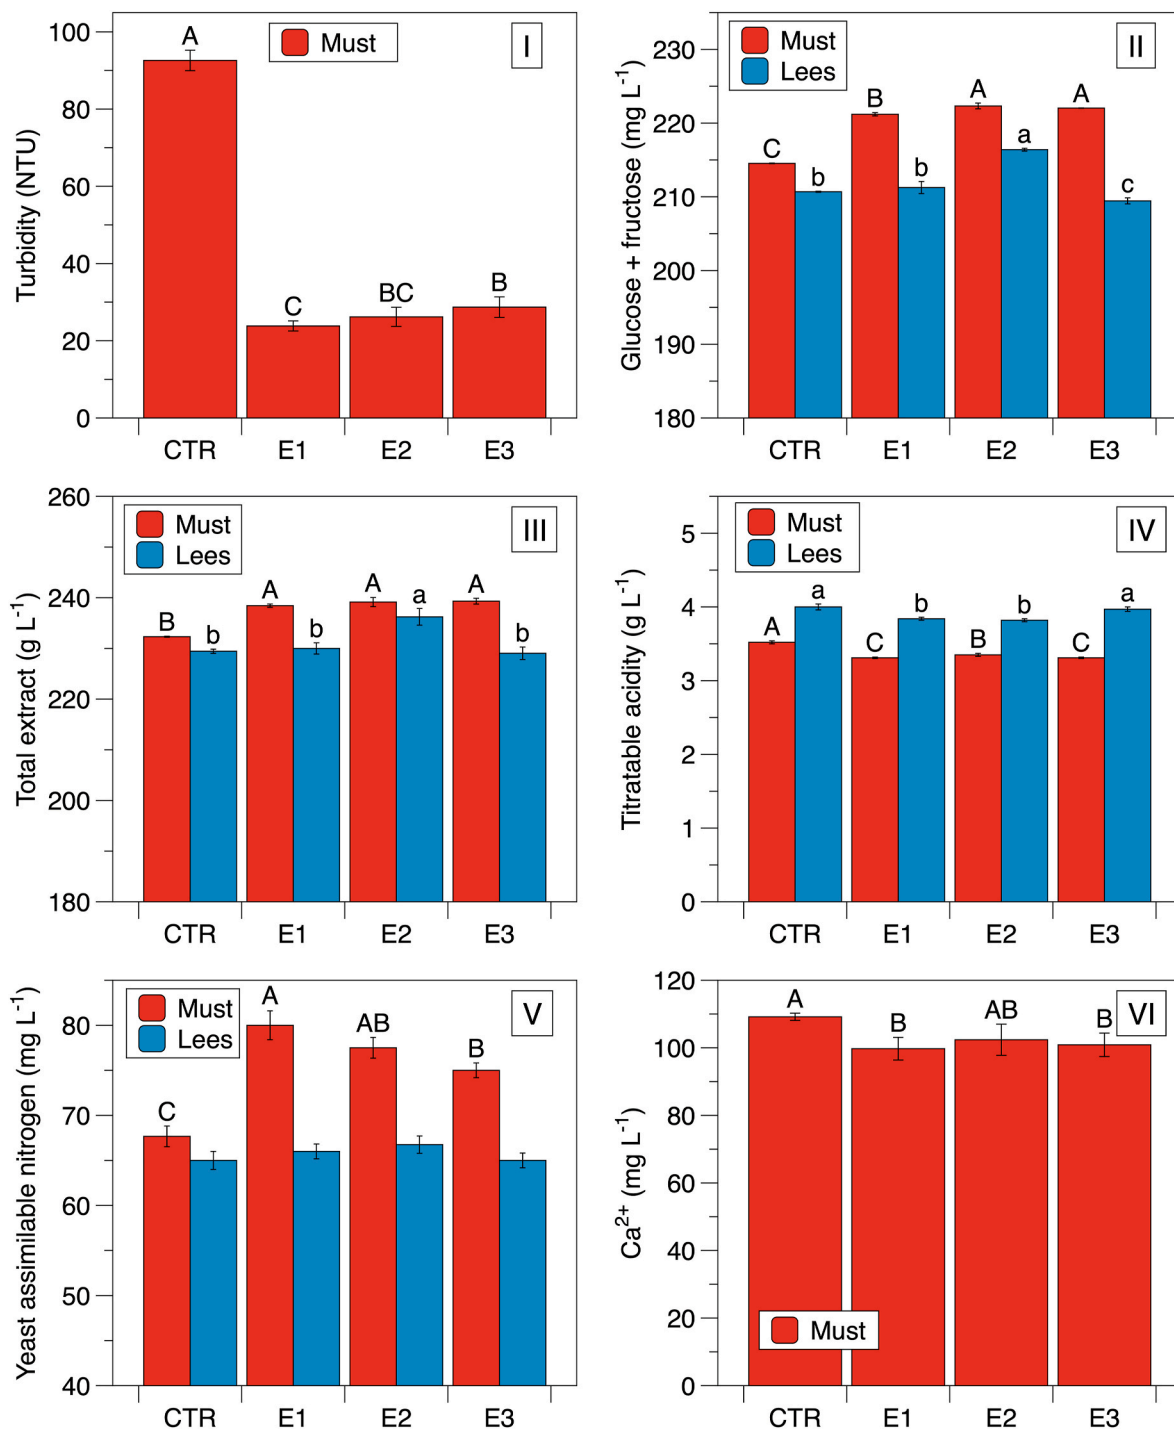 Turbidity (NTU)
100
80
60
40
20
0
Must
I
A
C
BC
B
CTR
E1
E2
E3
Glucose + fructose (mg L⁻¹)
230
220
210
200
190
180
Must
Lees
II
C
b
B
b
A
a
A
c
CTR
E1
E2
E3
Total extract (g L⁻¹)
260
240
220
200
180
Must
Lees
III
B
b
A
b
A
a
A
b
CTR
E1
E2
E3
Titratable acidity (g L⁻¹)
5
4
3
2
1
0
Must
Lees
IV
A
a
C
b
B
b
C
a
CTR
E1
E2
E3
Yeast assimilable nitrogen (mg L⁻¹)
80
70
60
50
40
Must
Lees
V
C
A
AB
B
CTR
E1
E2
E3
Ca²⁺ (mg L⁻¹)
120
100
80
60
40
20
0
VI
A
B
AB
B
Must
CTR
E1
E2
E3